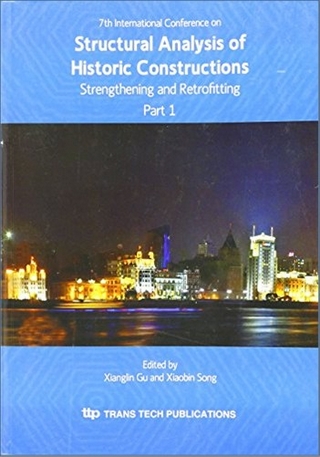 7th International Conference on
Structural Analysis of
Historic Constructions
Strengthening and Retrofitting
Part 1
Edited by
Xianglin Gu and Xiaobin Song
ttp TRANS TECH PUBLICATIONS